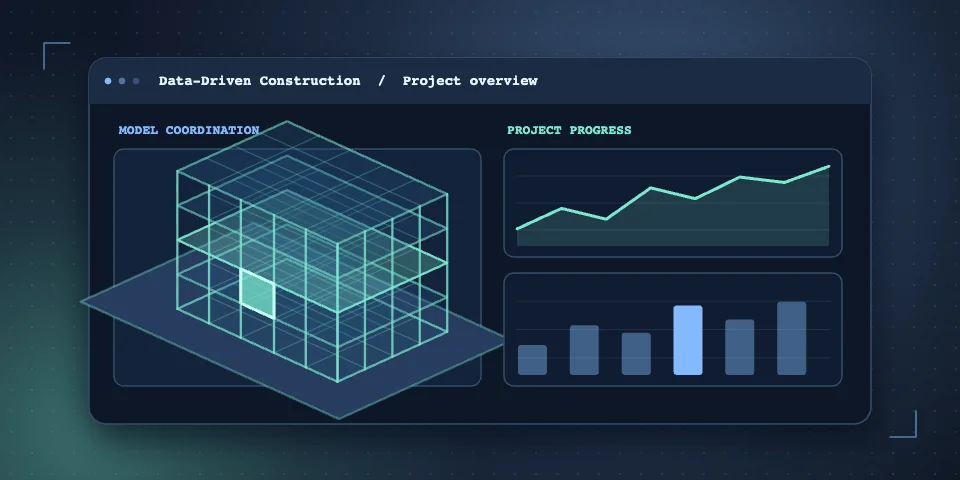 Data-Driven Construction / Project overview
MODEL COORDINATION
PROJECT PROGRESS